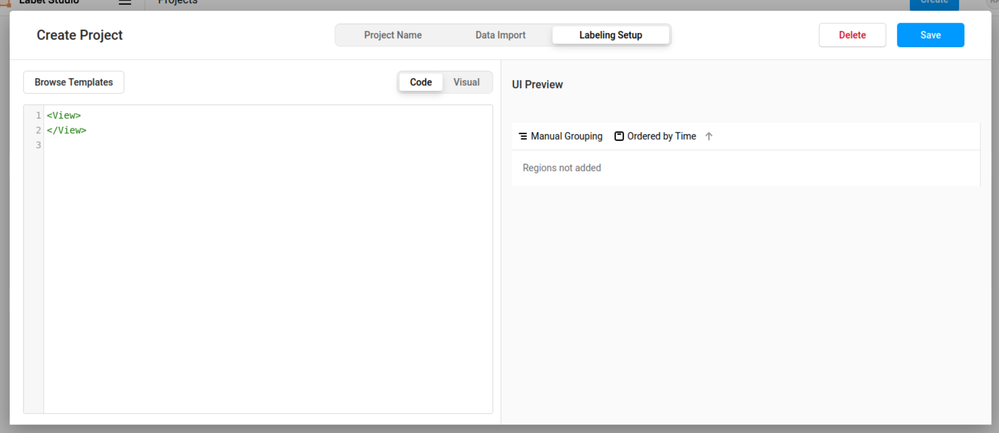 Label Studio
Projects
Create
Create Project
Project Name
Data Import
Labeling Setup
Delete
Save
Browse Templates
Code
Visual
UI Preview
1 <View>
2 </View>
3
Manual Grouping
Ordered by Time
Regions not added